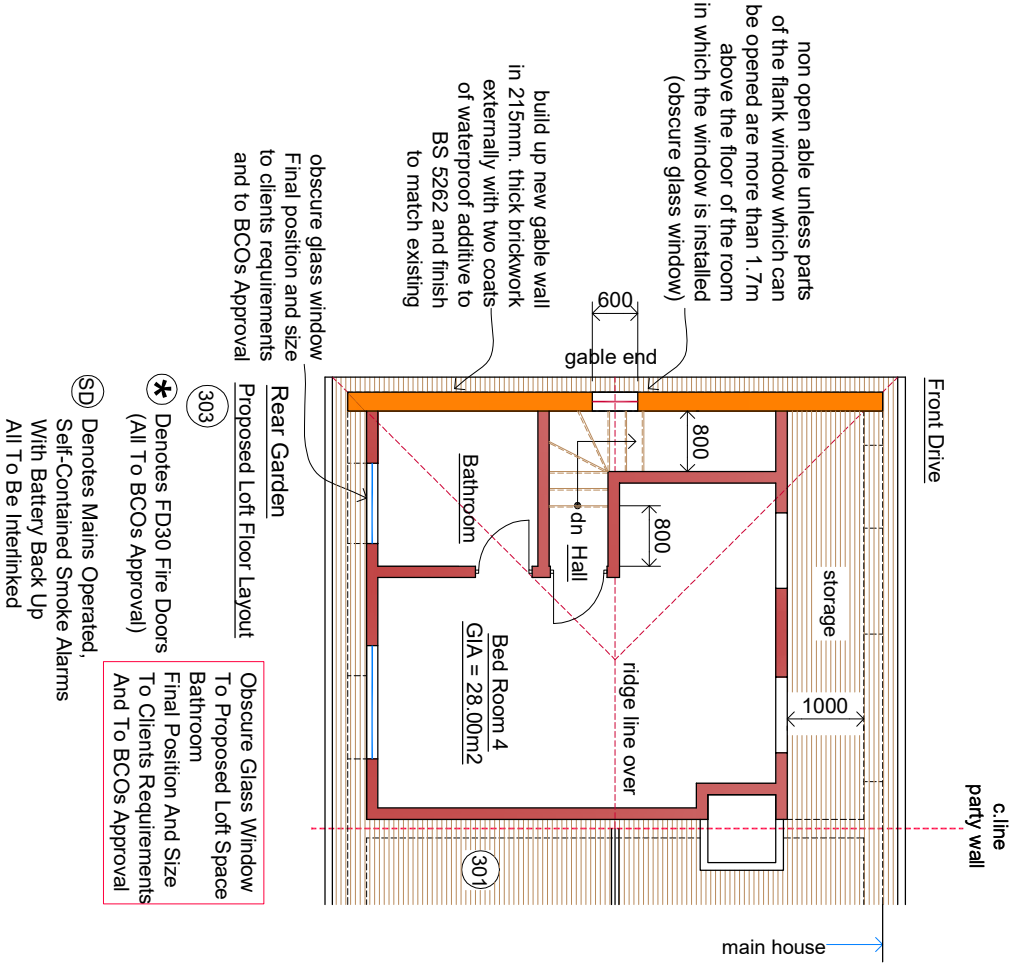 non open able unless parts
of the flank window which can
be opened are more than 1.7m
above the floor of the room
in which the window is installed
(obscure glass window)
build up new gable wall
in 215mm. thick brickwork
externally with two coats
of waterproof additive to
BS 5262 and finish
to match existing
obscure glass window
Final position and size
to clients requirements
and to BCOs Approval
Front Drive
600
gable end
800
800
dn
Hall
Bathroom
storage
1000
ridge line over
Bed Room 4
GIA = 28.00m2
c.line
party wall
301
main house
Rear Garden
Proposed Loft Floor Layout
303
* Denotes FD30 Fire Doors
(All To BCOs Approval)
SD Denotes Mains Operated,
Self-Contained Smoke Alarms
With Battery Back Up
All To Be Interlinked
Obscure Glass Window
To Proposed Loft Space
Bathroom
Final Position And Size
To Clients Requirements
And To BCOs Approval